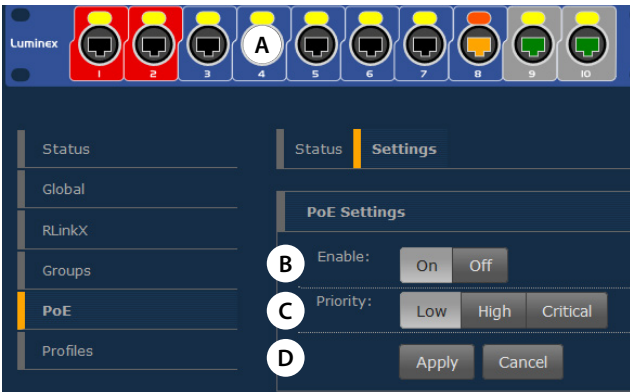 Luminex
A
1 2 3 4 5 6 7 8 9 10
Status
Global
RLinkX
Groups
PoE
Profiles
Status Settings
PoE Settings
B Enable: On Off
C Priority: Low High Critical
D Apply Cancel